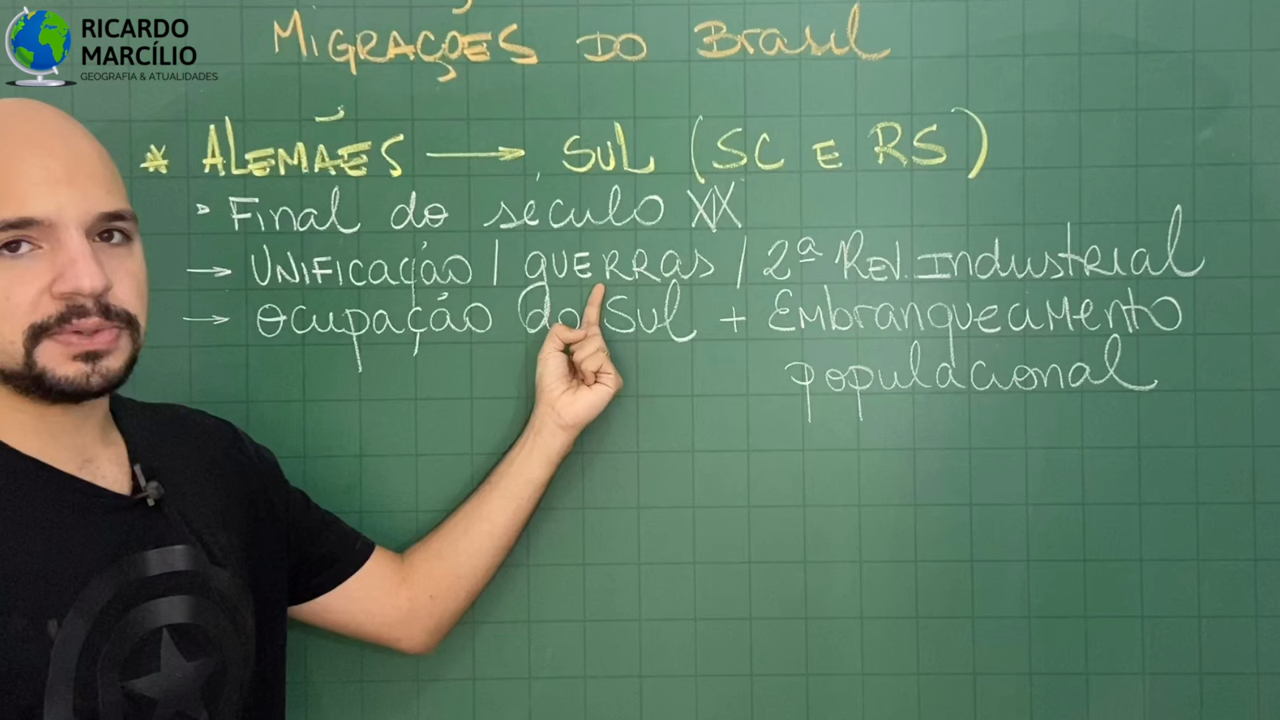 RICARDO
MARCÍLIO
GEOGRAFIA & ATUALIDADES
MIGRAÇÕES DO BRASIL
* ALEMÃES → SUL (SC E RS)
Final do século XIX
→ UNIFICAÇÃO / GUERRAS / 2ª REV. INDUSTRIAL
→ OCUPAÇÃO do SUL + EMBRANQUECIMENTO
populacional